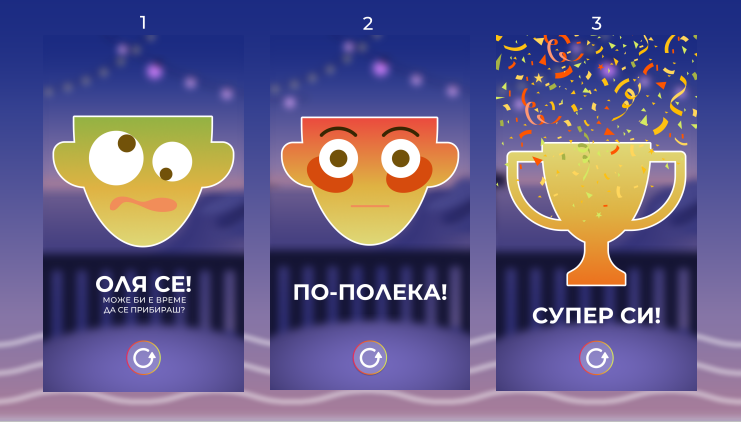 1
2
3
ОЛЯ СЕ!
МОЖЕ БИ Е ВРЕМЕ
ДА СЕ ПРИБИРАШ?
ПО-ПОЛЕКА!
СУПЕР СИ!